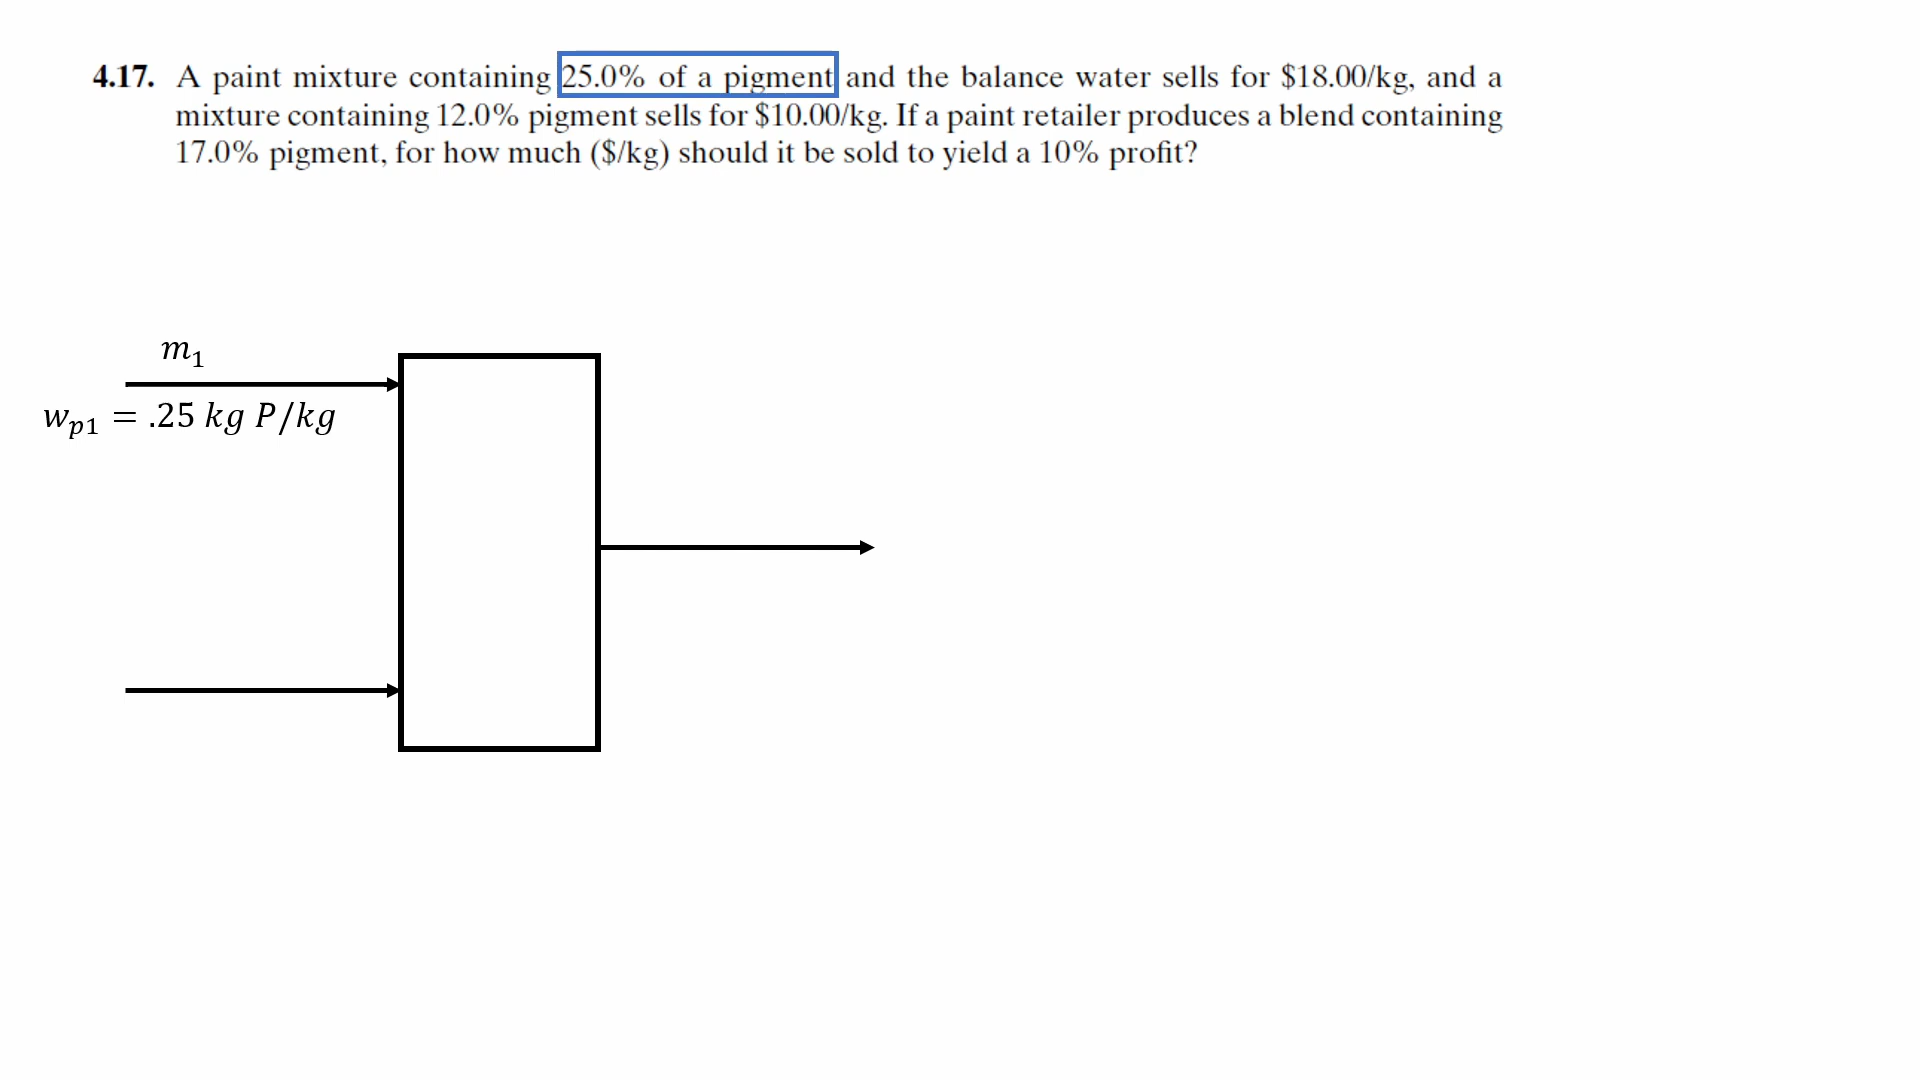 4.17. A paint mixture containing 25.0% of a pigment and the balance water sells for $18.00/kg, and a
mixture containing 12.0% pigment sells for $10.00/kg. If a paint retailer produces a blend containing
17.0% pigment, for how much ($/kg) should it be sold to yield a 10% profit?
m₁
wₚ₁ = .25 kg P/kg